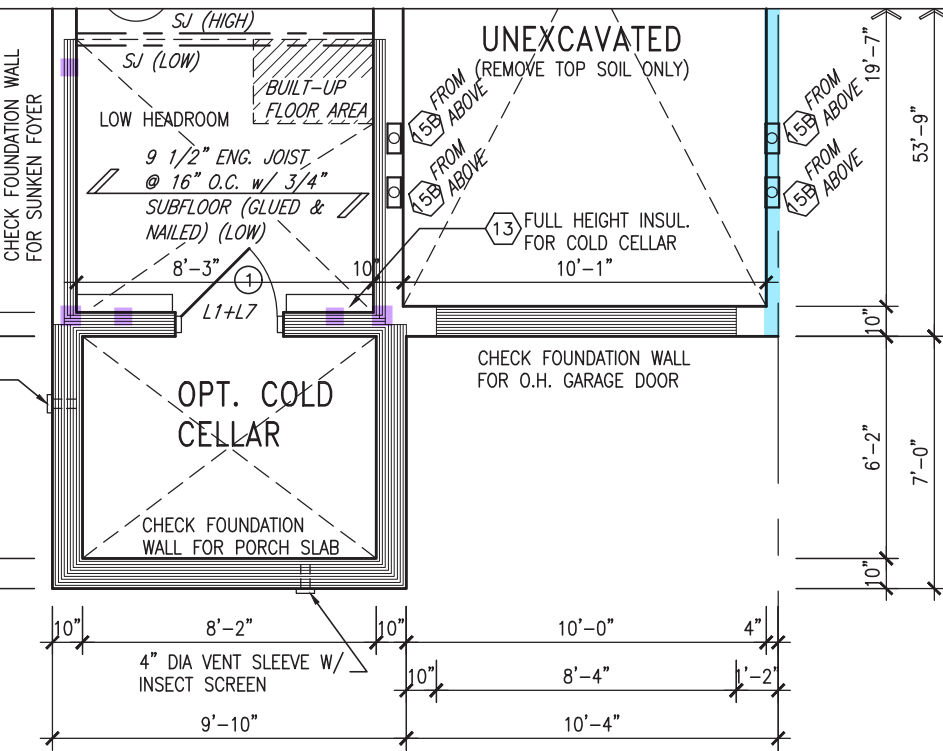 SJ (HIGH)
SJ (LOW)
CHECK FOUNDATION WALL
FOR SUNKEN FOYER
BUILT-UP
FLOOR AREA
LOW HEADROOM
9 1/2" ENG. JOIST
@ 16" O.C. w/ 3/4"
SUBFLOOR (GLUED &
NAILED) (LOW)
UNEXCAVATED
(REMOVE TOP SOIL ONLY)
15B FROM
ABOVE
15B FROM
ABOVE
15B FROM
ABOVE
15B FROM
ABOVE
19'-7"
53'-9"
13 FULL HEIGHT INSUL.
FOR COLD CELLAR
8'-3"
10"
10'-1"
1
L1+L7
10"
CHECK FOUNDATION WALL
FOR O.H. GARAGE DOOR
OPT. COLD
CELLAR
6'-2"
7'-0"
CHECK FOUNDATION
WALL FOR PORCH SLAB
10"
10"
8'-2"
10"
10'-0"
4"
4" DIA VENT SLEEVE W/
INSECT SCREEN
10"
8'-4"
1'-2"
9'-10"
10'-4"